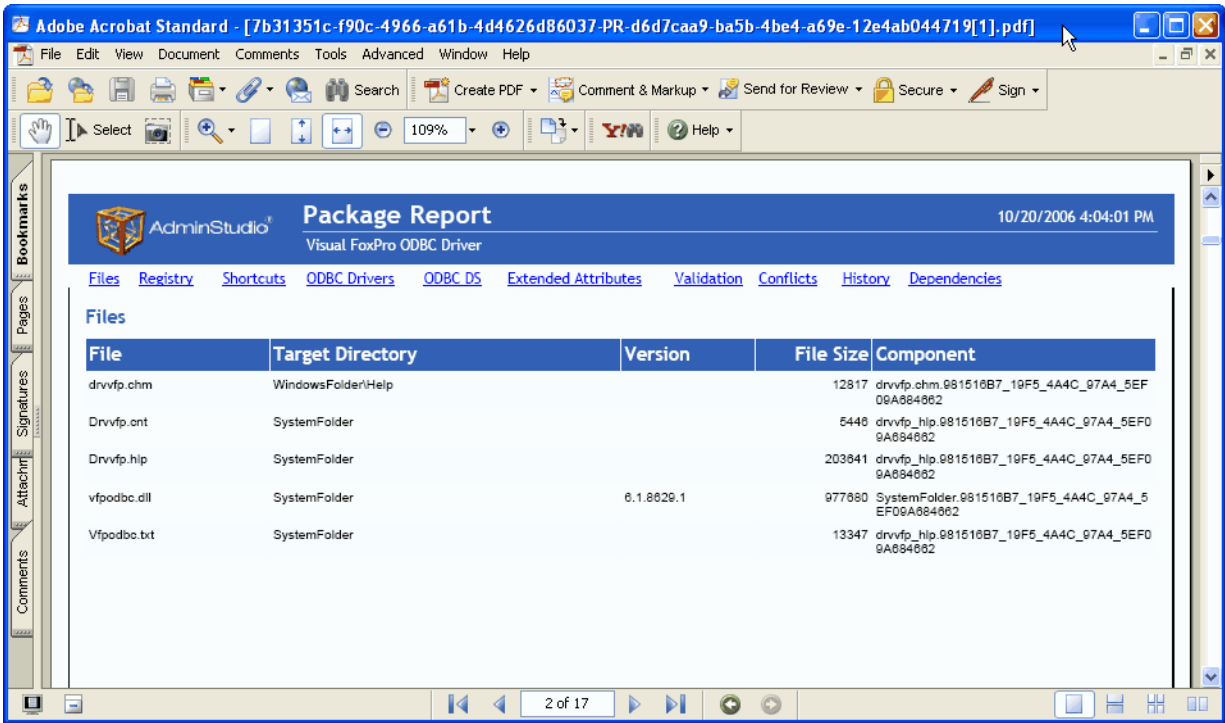 Adobe Acrobat Standard - [7b31351c-f90c-4966-a61b-4d4626d86037-PR-d6d7caa9-ba5b-4be4-a69e-12e4ab044719[1].pdf]
File Edit View Document Comments Tools Advanced Window Help
Search Create PDF Comment & Markup Send for Review Secure Sign
Select 109% Y! Help
Bookmarks
Pages
Signatures
Attachm
Comments
AdminStudio Package Report 10/20/2006 4:04:01 PM
Visual FoxPro ODBC Driver
Files Registry Shortcuts ODBC Drivers ODBC DS Extended Attributes Validation Conflicts History Dependencies
Files
File Target Directory Version File Size Component
drvvfp.chm WindowsFolder\Help 12817 drvvfp.chm.981516B7_19F5_4A4C_97A4_5EF
09A684662
Drvvfp.cnt SystemFolder 5446 drvvfp_hlp.981516B7_19F5_4A4C_97A4_5EF0
9A684662
Drvvfp.hlp SystemFolder 203641 drvvfp_hlp.981516B7_19F5_4A4C_97A4_5EF0
9A684662
vfpodbc.dll SystemFolder 6.1.8629.1 977680 SystemFolder.981516B7_19F5_4A4C_97A4_5
EF09A684662
Vfpodbc.txt SystemFolder 13347 drvvfp_hlp.981516B7_19F5_4A4C_97A4_5EF0
9A684662
2 of 17